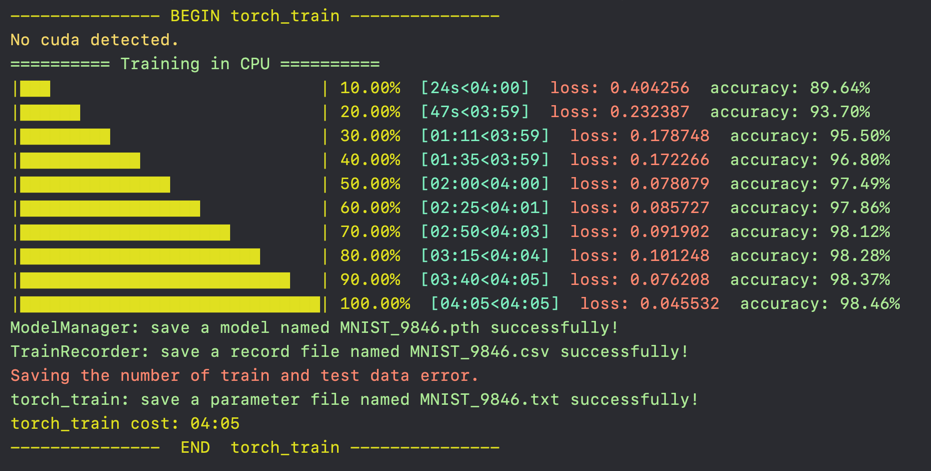 --------------- BEGIN torch_train ---------------
No cuda detected.
========== Training in CPU ==========
| | 10.00% [24s<04:00] loss: 0.404256 accuracy: 89.64%
| | 20.00% [47s<03:59] loss: 0.232387 accuracy: 93.70%
| | 30.00% [01:11<03:59] loss: 0.178748 accuracy: 95.50%
| | 40.00% [01:35<03:59] loss: 0.172266 accuracy: 96.80%
| | 50.00% [02:00<04:00] loss: 0.078079 accuracy: 97.49%
| | 60.00% [02:25<04:01] loss: 0.085727 accuracy: 97.86%
| | 70.00% [02:50<04:03] loss: 0.091902 accuracy: 98.12%
| | 80.00% [03:15<04:04] loss: 0.101248 accuracy: 98.28%
| | 90.00% [03:40<04:05] loss: 0.076208 accuracy: 98.37%
| | 100.00% [04:05<04:05] loss: 0.045532 accuracy: 98.46%
ModelManager: save a model named MNIST_9846.pth successfully!
TrainRecorder: save a record file named MNIST_9846.csv successfully!
Saving the number of train and test data error.
torch_train: save a parameter file named MNIST_9846.txt successfully!
torch_train cost: 04:05
--------------- END torch_train ---------------